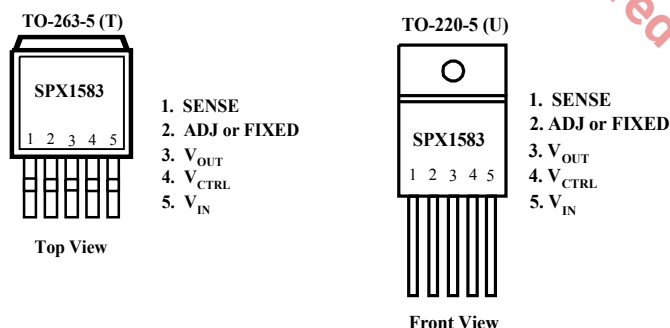 TO-263-5 (T)
SPX1583
1 2 3 4 5
1. SENSE
2. ADJ or FIXED
3. VOUT
4. VCTRL
5. VIN
Top View
TO-220-5 (U)
SPX1583
1 2 3 4 5
1. SENSE
2. ADJ or FIXED
3. VOUT
4. VCTRL
5. VIN
Front View